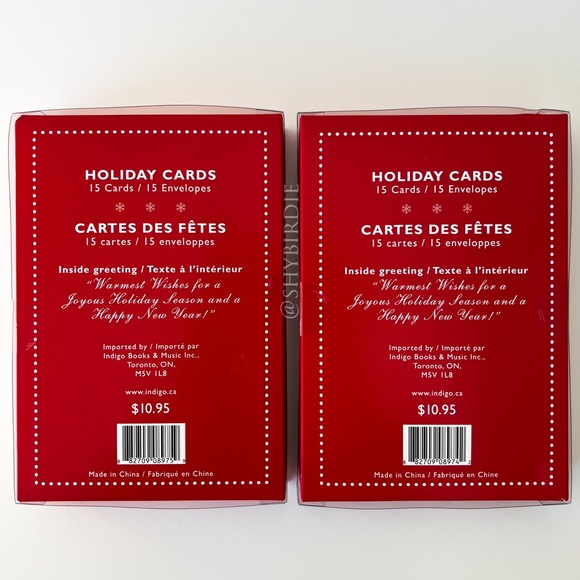 HOLIDAY CARDS
15 Cards / 15 Envelopes
CARTES DES FÊTES
15 cartes / 15 enveloppes
Inside greeting / Texte à l'intérieur
"Warmest Wishes for a
Joyous Holiday Season and a
Happy New Year!"
Imported by / Importé par
Indigo Books & Music Inc.,
Toronto, ON,
M5V 1L8
www.indigo.ca
$10.95
82709 08975
Made in China / Fabriqué en Chine
@SHYBIRDIE
HOLIDAY CARDS
15 Cards / 15 Envelopes
CARTES DES FÊTES
15 cartes / 15 enveloppes
Inside greeting / Texte à l'intérieur
"Warmest Wishes for a
Joyous Holiday Season and a
Happy New Year!"
Imported by / Importé par
Indigo Books & Music Inc.,
Toronto, ON,
M5V 1L8
www.indigo.ca
$10.95
82709 08974
Made in China / Fabriqué en Chine